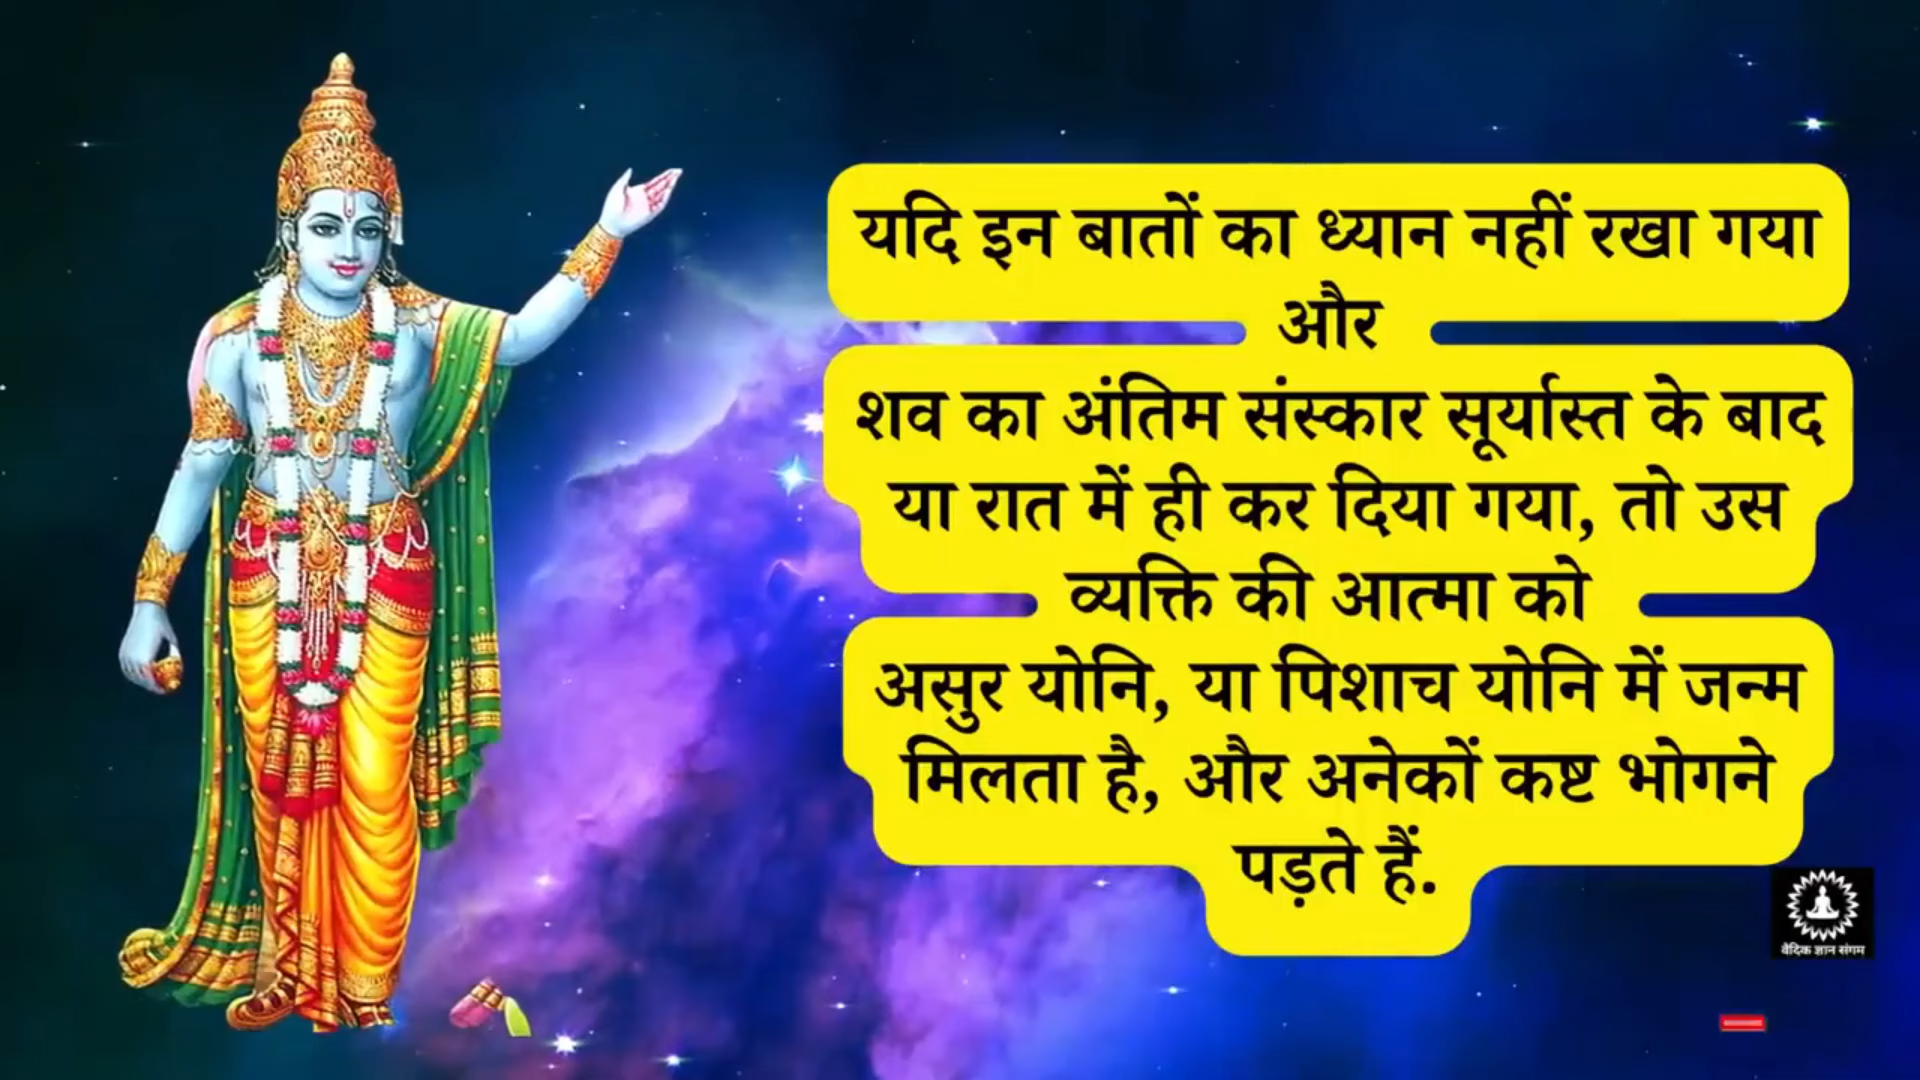 यदि इन बातों का ध्यान नहीं रखा गया
और
शव का अंतिम संस्कार सूर्यास्त के बाद
या रात में ही कर दिया गया, तो उस
व्यक्ति की आत्मा को
असुर योनि, या पिशाच योनि में जन्म
मिलता है, और अनेकों कष्ट भोगने
पड़ते हैं.
वैदिक ज्ञान संगम